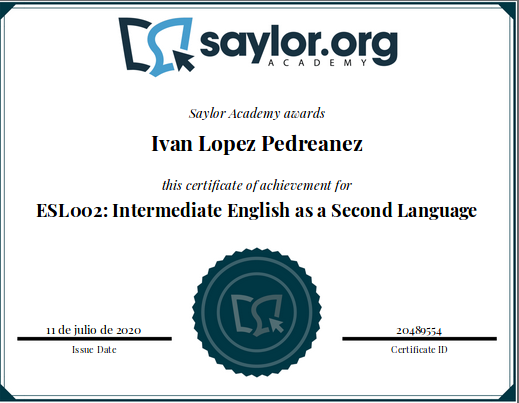 saylor.org
ACADEMY
Saylor Academy awards
Ivan Lopez Pedreanez
this certificate of achievement for
ESL002: Intermediate English as a Second Language
11 de julio de 2020
Issue Date
20489554
Certificate ID